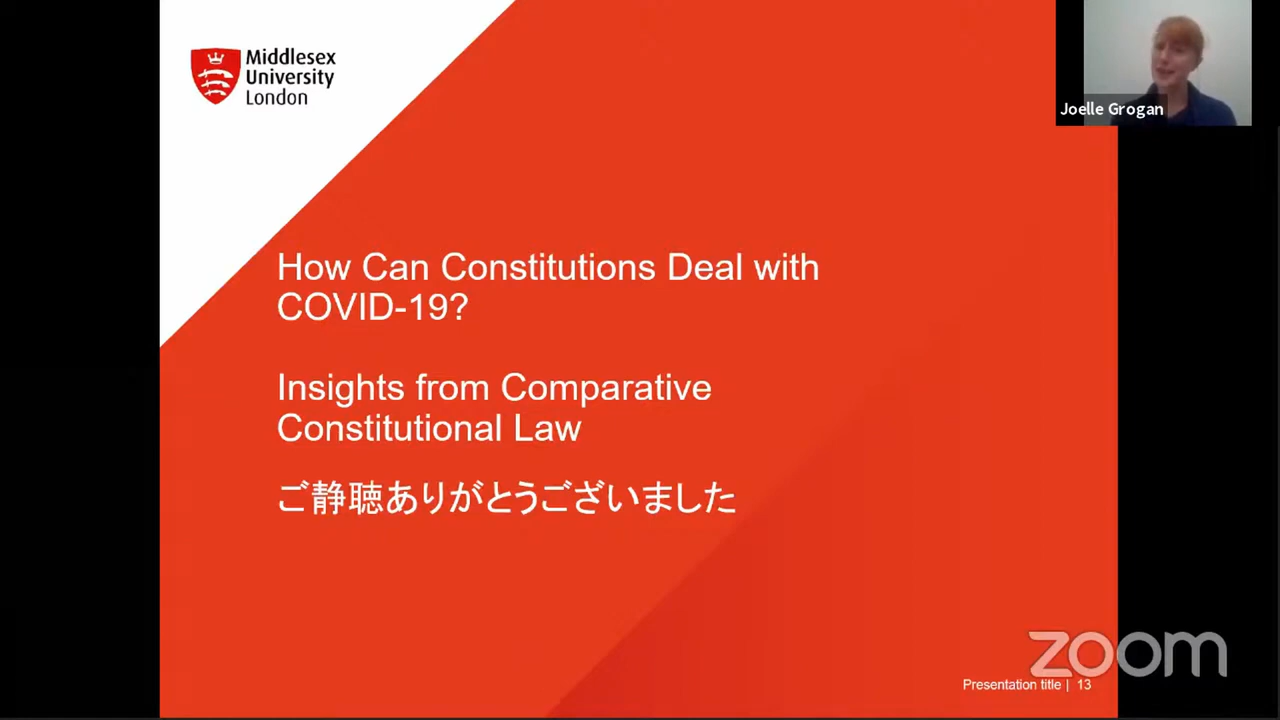 Middlesex
University
London
Joelle Grogan
How Can Constitutions Deal with
COVID-19?
Insights from Comparative
Constitutional Law
ご静聴ありがとうございました
zoom
Presentation title | 13